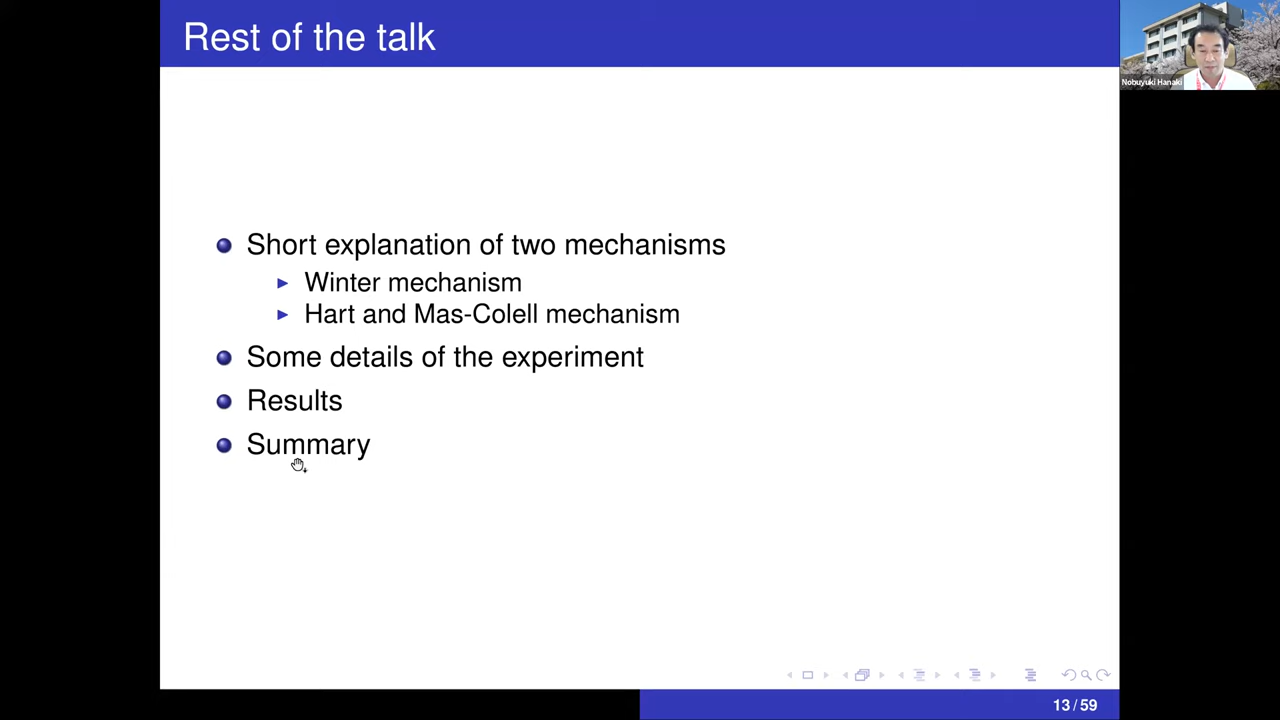 Rest of the talk
Nobuyuki Hanaki
Short explanation of two mechanisms
Winter mechanism
Hart and Mas-Colell mechanism
Some details of the experiment
Results
Summary
13 / 59